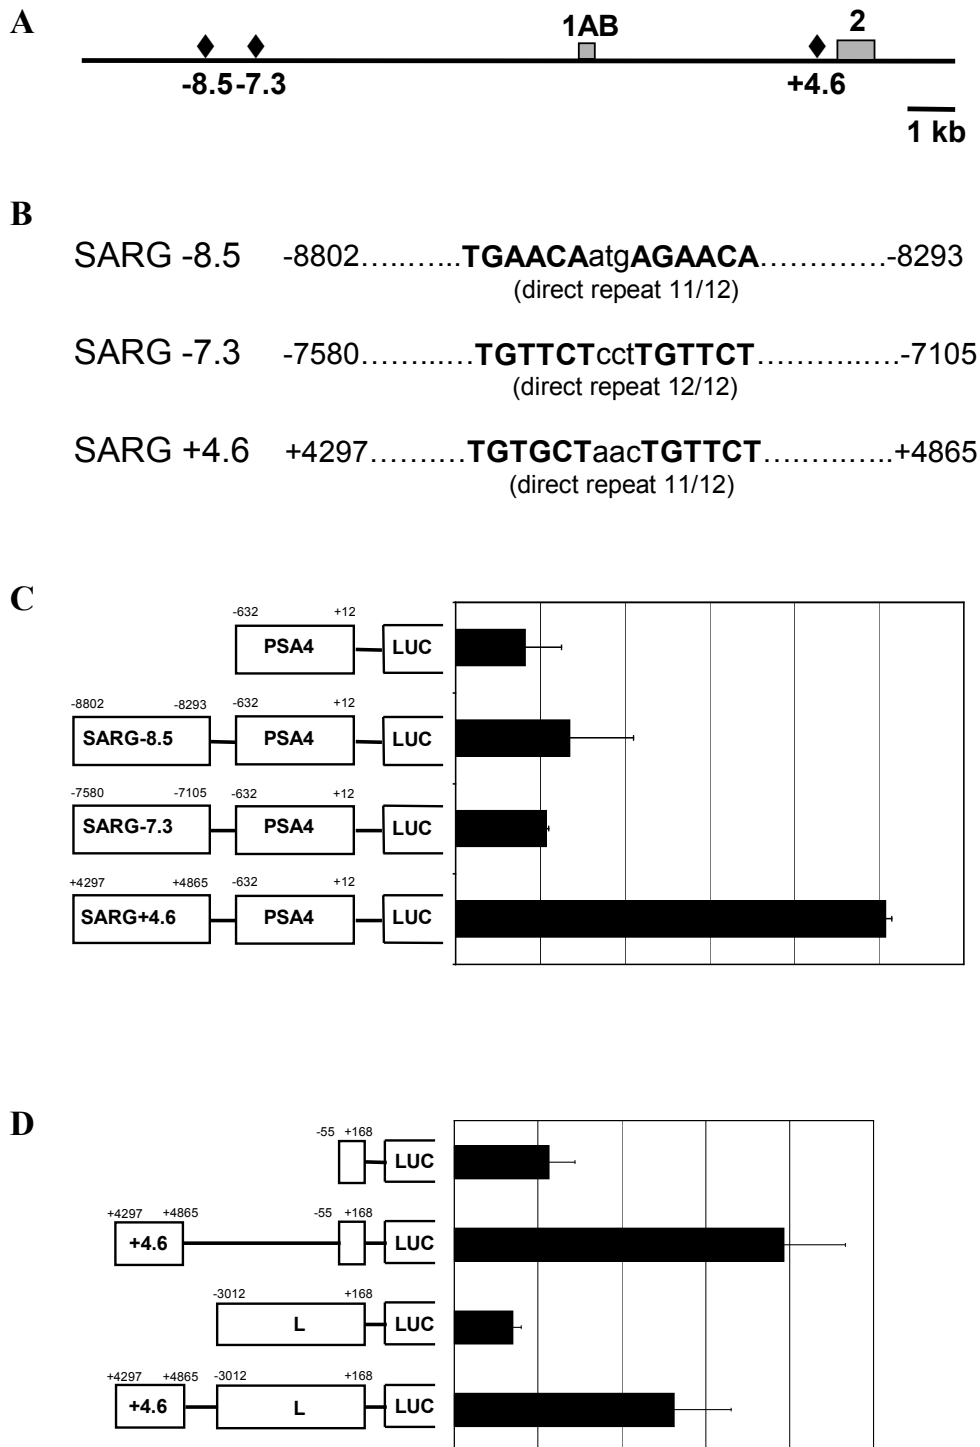 A
1AB 2
-8.5 -7.3 +4.6
1 kb
B
SARG -8.5 -8802…………TGAACAatgAGAACA………….-8293
(direct repeat 11/12)
SARG -7.3 -7580……..….TGTTCTcctTGTTCT………….…-7105
(direct repeat 12/12)
SARG +4.6 +4297……….TGTGCTaacTGTTCT…..……..…+4865
(direct repeat 11/12)
C
-632 +12
PSA4 LUC
-8802 -8293 -632 +12
SARG-8.5 PSA4 LUC
-7580 -7105 -632 +12
SARG-7.3 PSA4 LUC
+4297 +4865 -632 +12
SARG+4.6 PSA4 LUC
D
-55 +168
LUC
+4297 +4865 -55 +168
+4.6 LUC
-3012 +168
L LUC
+4297 +4865 -3012 +168
+4.6 L LUC